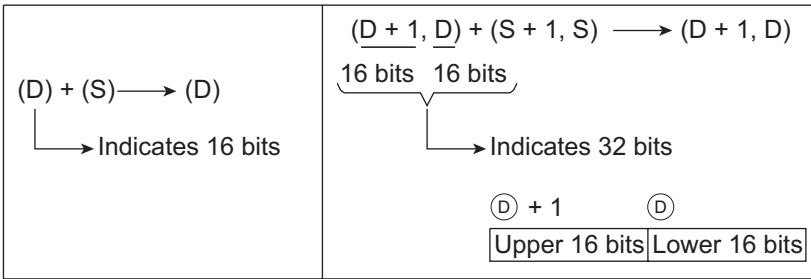 (D) + (S) ⟶ (D)
Indicates 16 bits
(D + 1, D) + (S + 1, S) ⟶ (D + 1, D)
16 bits 16 bits
Indicates 32 bits
Ⓓ + 1 Ⓓ
Upper 16 bits Lower 16 bits